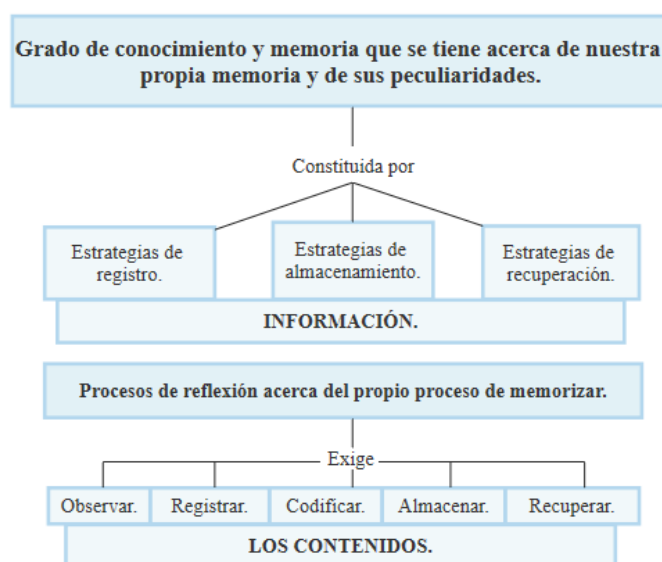 Grado de conocimiento y memoria que se tiene acerca de nuestra
propia memoria y de sus peculiaridades.
Constituida por
Estrategias de
registro.
Estrategias de
almacenamiento.
Estrategias de
recuperación.
INFORMACIÓN.
Procesos de reflexión acerca del propio proceso de memorizar.
Exige
Observar.
Registrar.
Codificar.
Almacenar.
Recuperar.
LOS CONTENIDOS.